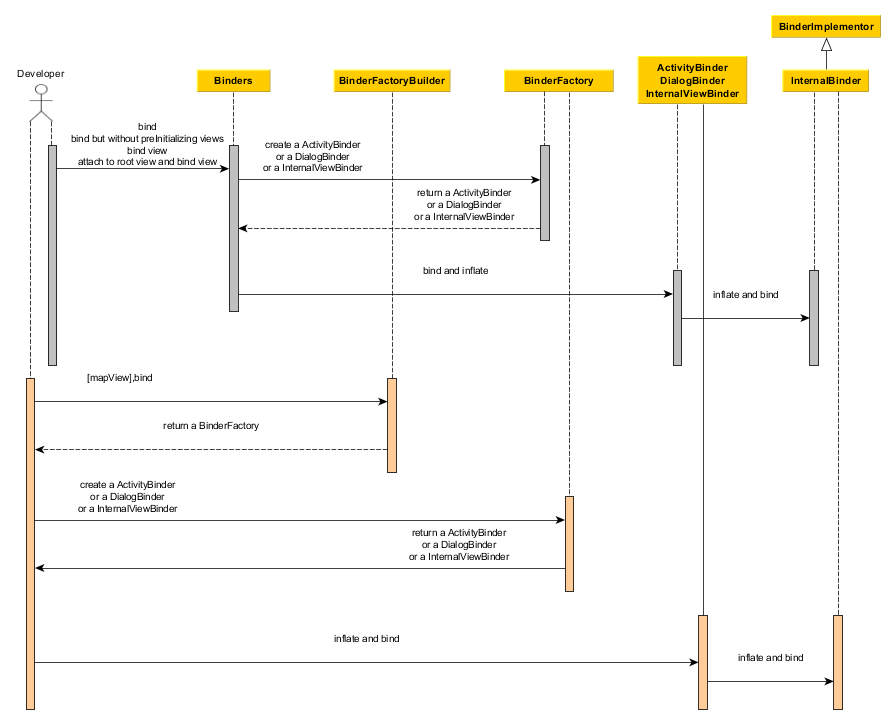 BinderImplementor
Developer
Binders
BinderFactoryBuilder
BinderFactory
ActivityBinder
DialogBinder
InternalViewBinder
InternalBinder
bind
bind but without preInitializing views
bind view
attach to root view and bind view
create a ActivityBinder
or a DialogBinder
or a InternalViewBinder
return a ActivityBinder
or a DialogBinder
or a InternalViewBinder
bind and inflate
inflate and bind
[mapView],bind
return a BinderFactory
create a ActivityBinder
or a DialogBinder
or a InternalViewBinder
return a ActivityBinder
or a DialogBinder
or a InternalViewBinder
inflate and bind
inflate and bind